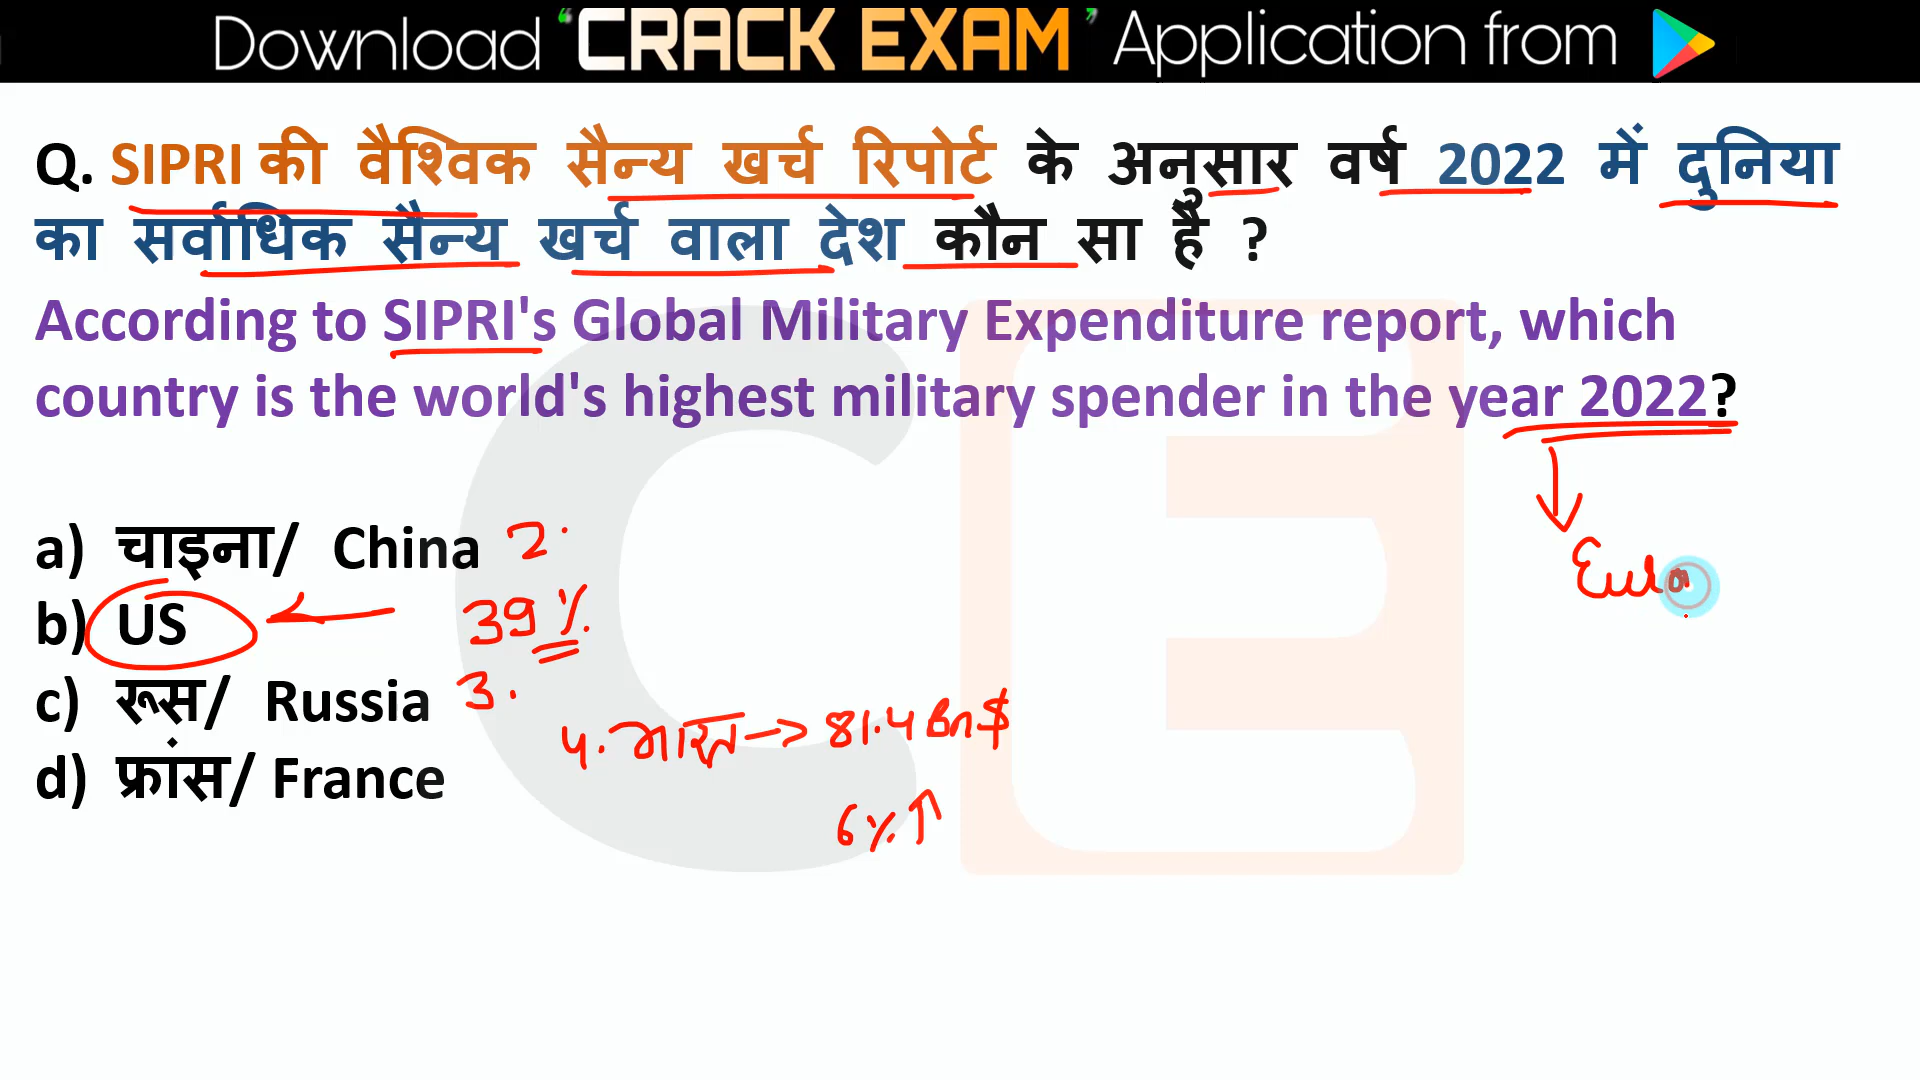 Download “CRACK EXAM” Application from
Q. SIPRI की वैश्विक सैन्य खर्च रिपोर्ट के अनुसार वर्ष 2022 में दुनिया
का सर्वाधिक सैन्य खर्च वाला देश कौन सा है ?
According to SIPRI's Global Military Expenditure report, which
country is the world's highest military spender in the year 2022?
a) चाइना/ China 2.
b) US 39%
c) रूस/ Russia 3.
4. भारत → 81.4 Bn $
d) फ्रांस/ France
6% ↑
Euro
CE